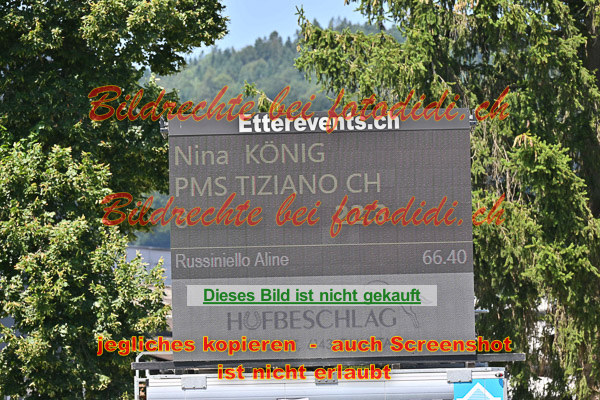 Bildrechte bei fotodidi.ch
Etterevents.ch
Nina KÖNIG
PMS TIZIANO CH
Bildrechte bei fotodidi.ch
Russiniello Aline 66.40
Dieses Bild ist nicht gekauft
HUFBESCHLAG
jegliches kopieren - auch Screenshot
ist nicht erlaubt